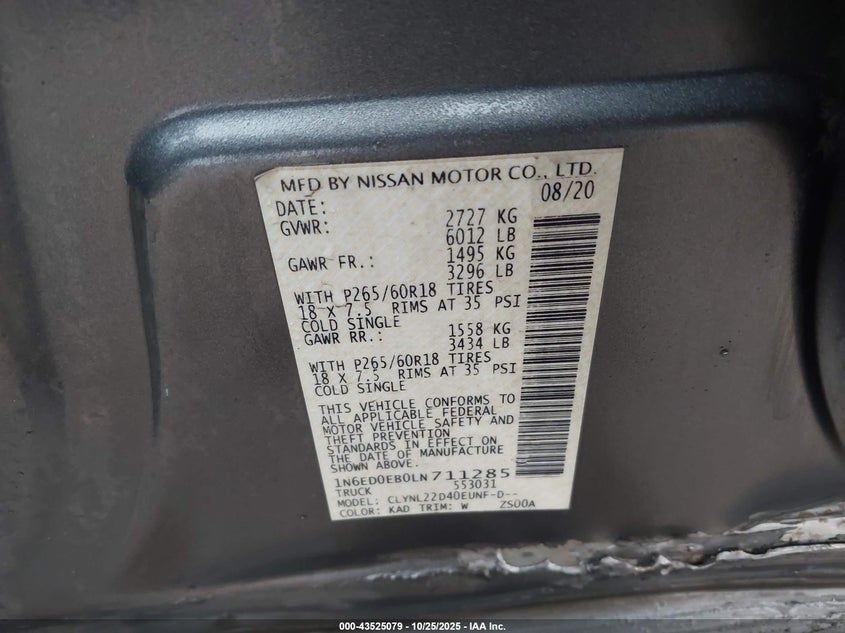 MFD BY NISSAN MOTOR CO., LTD.
DATE: 08/20
GVWR: 2727 KG
6012 LB
GAWR FR.: 1495 KG
3296 LB
WITH P265/60R18 TIRES
18 X 7.5 RIMS AT 35 PSI
COLD SINGLE
GAWR RR.: 1558 KG
3434 LB
WITH P265/60R18 TIRES
18 X 7.5 RIMS AT 35 PSI
COLD SINGLE
THIS VEHICLE CONFORMS TO
ALL APPLICABLE FEDERAL
MOTOR VEHICLE SAFETY AND
THEFT PREVENTION
STANDARDS IN EFFECT ON
THE DATE OF MANUFACTURE
SHOWN ABOVE.
1N6ED0EB0LN711285
TRUCK 553031
MODEL: CLYNL22D40EUNF-D--
COLOR: KAD TRIM: W ZS00A
000-43525079 - 10/25/2025 - IAA Inc.